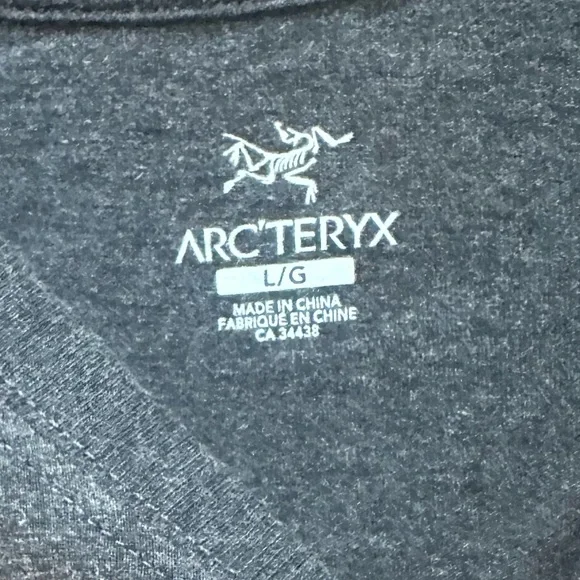 ARC'TERYX
L/G
MADE IN CHINA
FABRIQUÉ EN CHINE
CA 34438